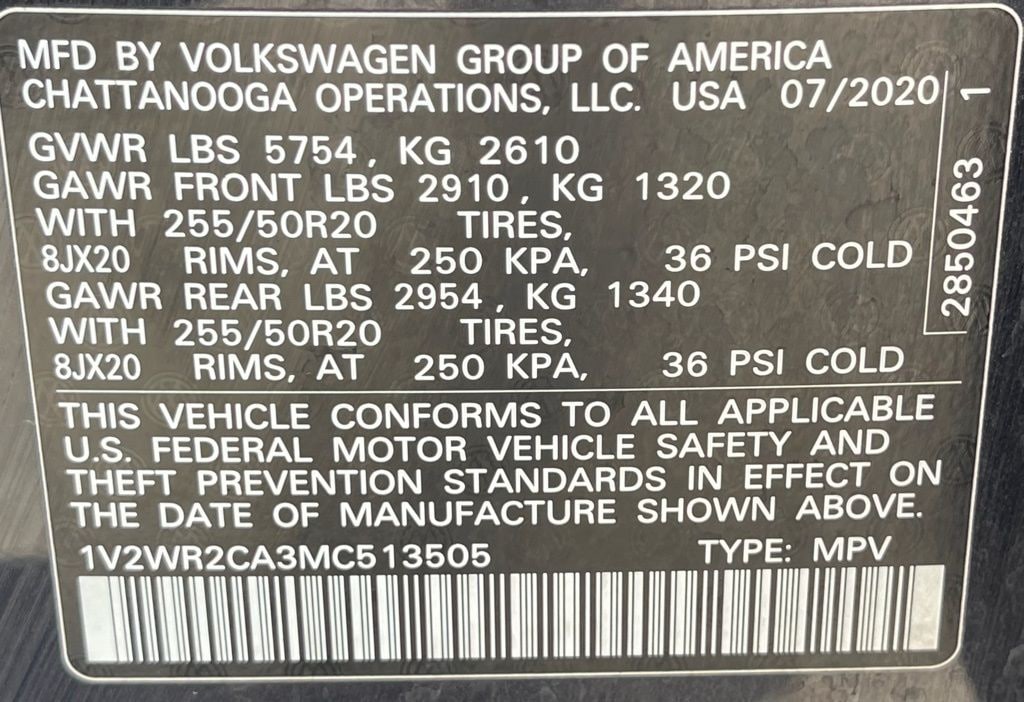 MFD BY VOLKSWAGEN GROUP OF AMERICA
CHATTANOOGA OPERATIONS, LLC. USA 07/2020
GVWR LBS 5754, KG 2610
GAWR FRONT LBS 2910, KG 1320
WITH 255/50R20 TIRES,
8JX20 RIMS, AT 250 KPA, 36 PSI COLD
GAWR REAR LBS 2954, KG 1340
WITH 255/50R20 TIRES,
8JX20 RIMS, AT 250 KPA, 36 PSI COLD
2850463 1
THIS VEHICLE CONFORMS TO ALL APPLICABLE
U.S. FEDERAL MOTOR VEHICLE SAFETY AND
THEFT PREVENTION STANDARDS IN EFFECT ON
THE DATE OF MANUFACTURE SHOWN ABOVE.
1V2WR2CA3MC513505 TYPE: MPV